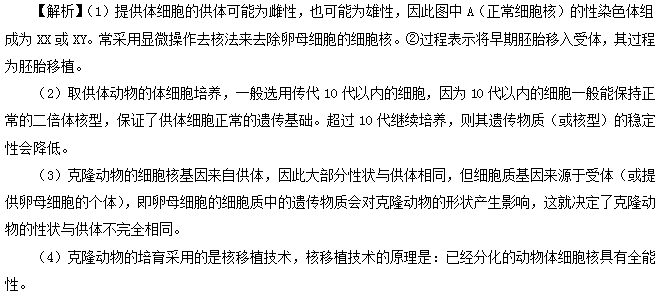 【解析】(1)提供体细胞的供体可能为雌性,也可能为雄性,因此图中 A(正常细胞核)的性染色体组
成为 XX 或 XY。常采用显微操作去核法来去除卵母细胞的细胞核。②过程表示将早期胚胎移入受体,其过程
为胚胎移植。
(2)取供体动物的体细胞培养,一般选用传代 10 代以内的细胞,因为 10 代以内的细胞一般能保持正
常的二倍体核型,保证了供体细胞正常的遗传基础。超过 10 代继续培养,则其遗传物质(或核型)的稳定
性会降低。
(3)克隆动物的细胞核基因来自供体,因此大部分性状与供体相同,但细胞质基因来源于受体(或提
供卵母细胞的个体),即卵母细胞的细胞质中的遗传物质会对克隆动物的形状产生影响,这就决定了克隆动
物的性状与供体不完全相同。
(4)克隆动物的培育采用的是核移植技术,核移植技术的原理是:已经分化的动物体细胞核具有全能
性。